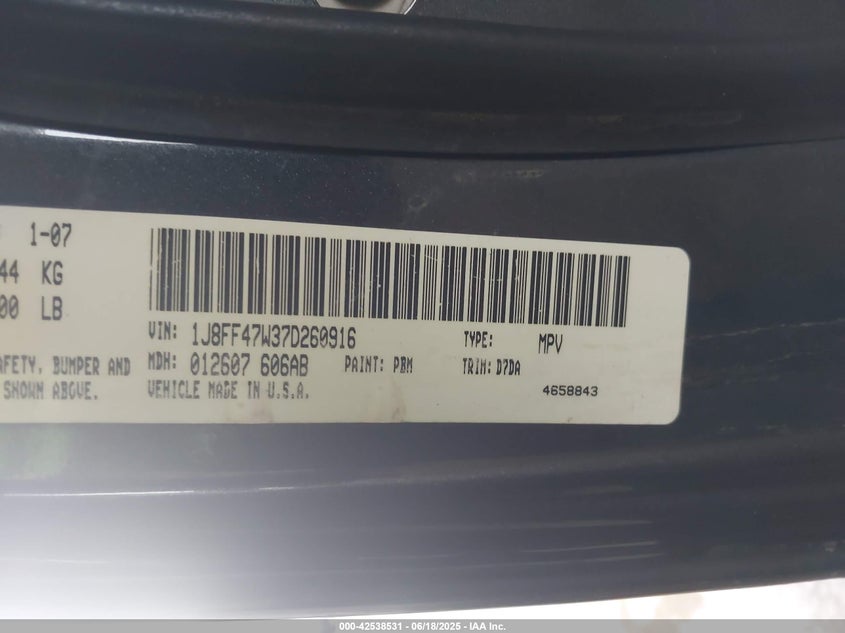 1-07
44 KG
00 LB
VIN: 1J8FF47W37D260916 TYPE: MPV
AFETY, BUMPER AND MDH: 012607 606AB PAINT: PBM TRIM: D7DA
SHOWN ABOVE. VEHICLE MADE IN U.S.A. 4658843
000-42538531 - 06/18/2025 - IAA Inc.